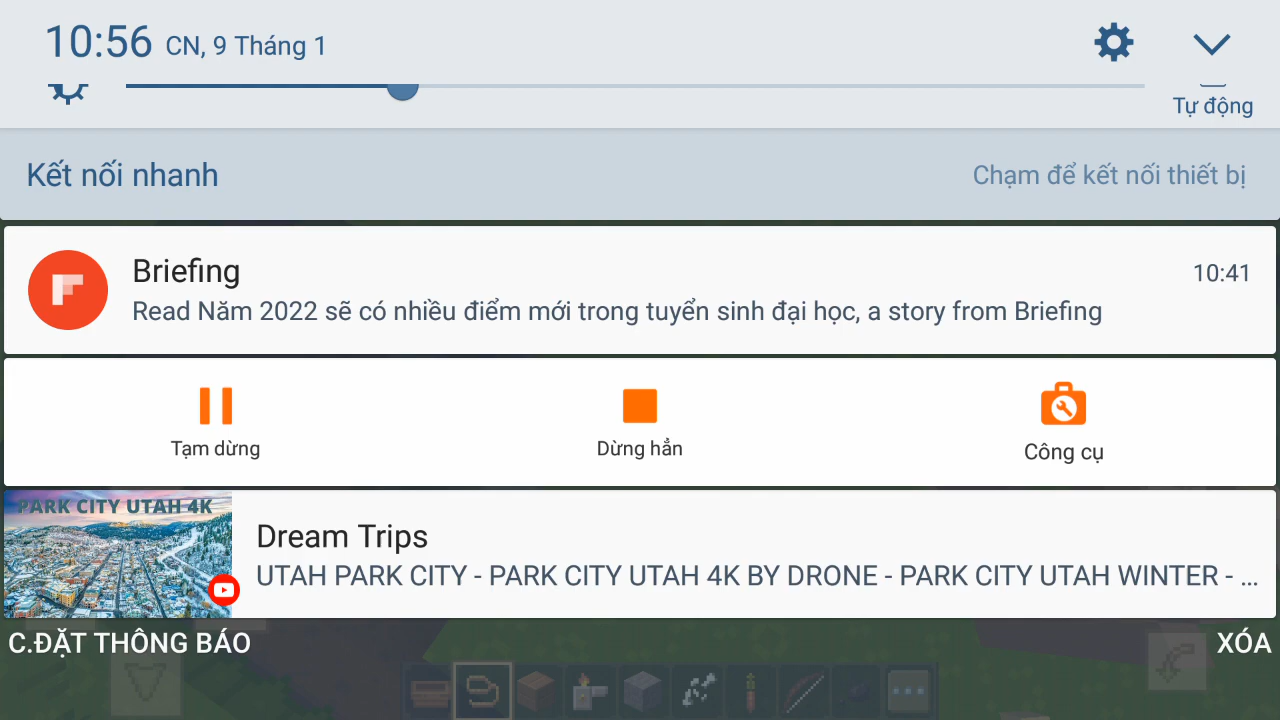 10:56 CN, 9 Tháng 1
Tự động
Kết nối nhanh
Chạm để kết nối thiết bị
Briefing
10:41
Read Năm 2022 sẽ có nhiều điểm mới trong tuyển sinh đại học, a story from Briefing
Tạm dừng
Dừng hẳn
Công cụ
PARK CITY UTAH 4K
Dream Trips
UTAH PARK CITY - PARK CITY UTAH 4K BY DRONE - PARK CITY UTAH WINTER - ...
C.ĐẶT THÔNG BÁO
XÓA